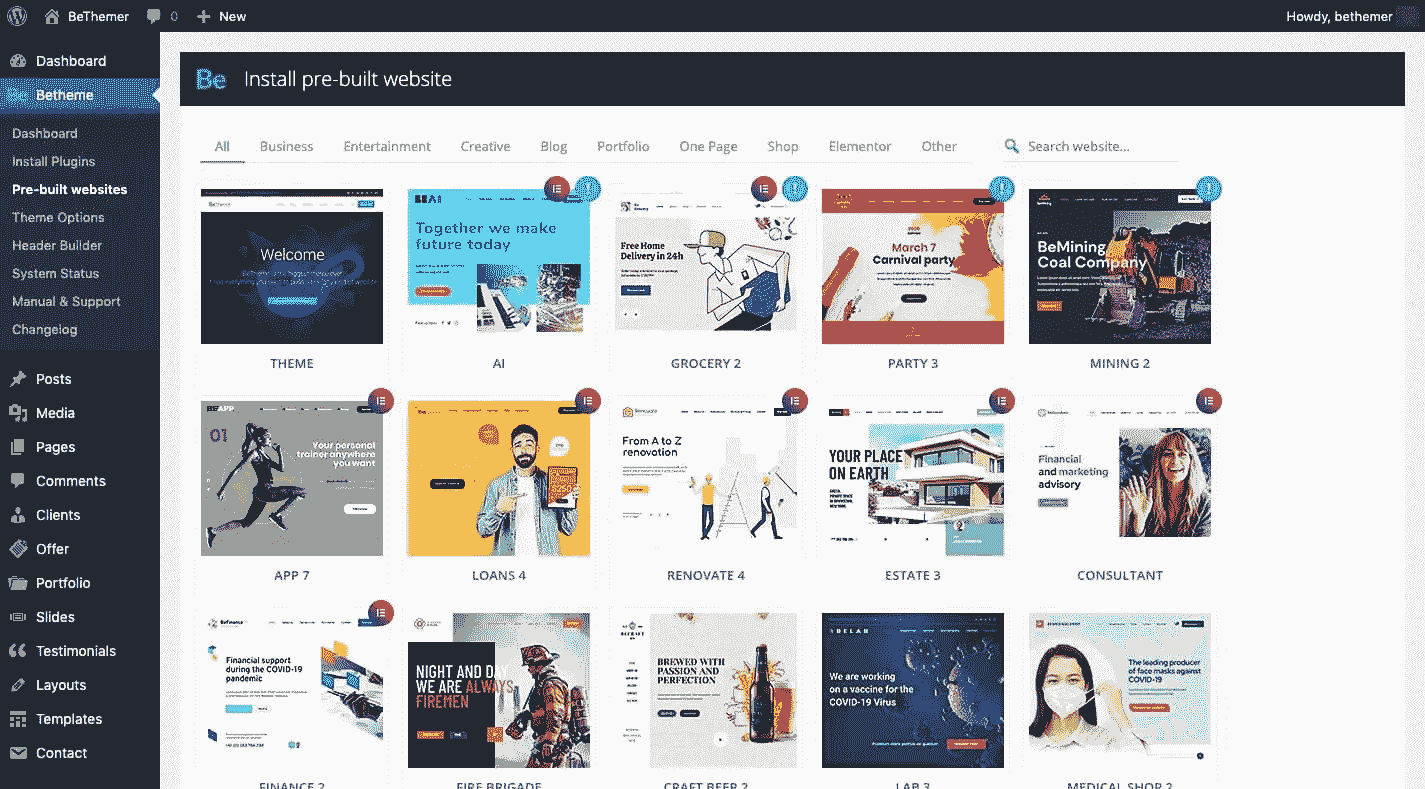 BeThemer 0 New Howdy, bethemer
Dashboard
Betheme
Dashboard
Install Plugins
Pre-built websites
Theme Options
Header Builder
System Status
Manual & Support
Changelog
Posts
Media
Pages
Comments
Clients
Offer
Portfolio
Slides
Testimonials
Layouts
Templates
Contact
Be Install pre-built website
All Business Entertainment Creative Blog Portfolio One Page Shop Elementor Other Search website...
Welcome
THEME
BEAI
Together we make
future today
AI
Free Home
Delivery in 24h
GROCERY 2
March 7
Carnival party
PARTY 3
BeMining
Coal Company
MINING 2
BEAPP
01
Your personal
trainer anywhere
you want
APP 7
LOANS 4
Renovate
From A to Z
renovation
RENOVATE 4
YOUR PLACE
ON EARTH
ESTATE 3
Financial
and marketing
advisory
CONSULTANT
Financial support
during the COVID-19
pandemic
FINANCE 2
NIGHT AND DAY
WE ARE ALWAYS
FIREMEN
FIRE BRIGADE
BREWED WITH
PASSION AND
PERFECTION
CRAFT BEER 2
BELAB
We are working
on a vaccine for the
COVID-19 Virus
LAB 3
The leading producer
of face masks against
COVID-19
MEDICAL SHOP 2